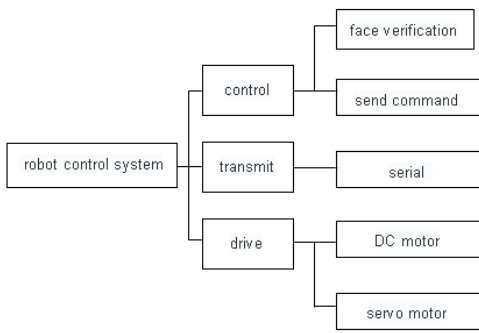 face verification
control
send command
robot control system
transmit
serial
drive
DC motor
servo motor